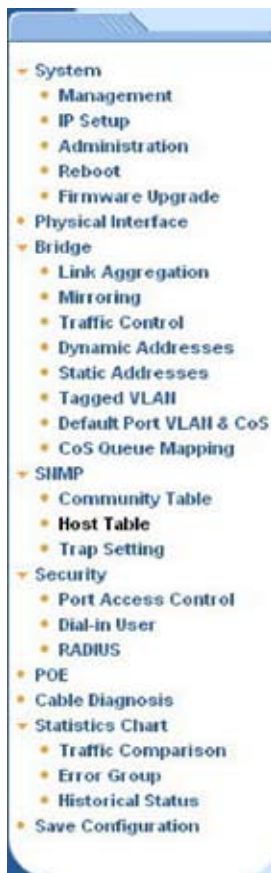 System
Management
IP Setup
Administration
Reboot
Firmware Upgrade
Physical Interface
Bridge
Link Aggregation
Mirroring
Traffic Control
Dynamic Addresses
Static Addresses
Tagged VLAN
Default Port VLAN & CoS
CoS Queue Mapping
SNMP
Community Table
Host Table
Trap Setting
Security
Port Access Control
Dial-in User
RADIUS
POE
Cable Diagnosis
Statistics Chart
Traffic Comparison
Error Group
Historical Status
Save Configuration